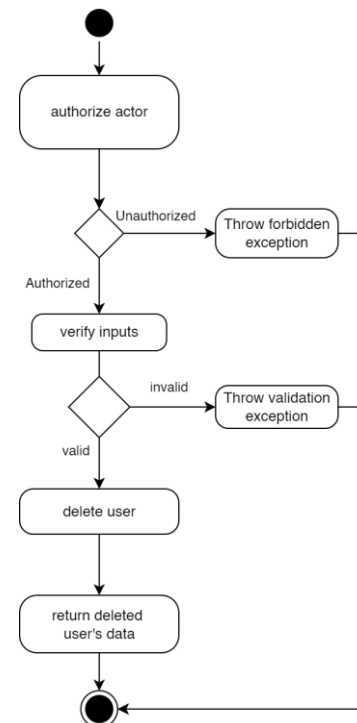 authorize actor
Unauthorized
Throw forbidden
exception
Authorized
verify inputs
invalid
Throw validation
exception
valid
delete user
return deleted
user's data